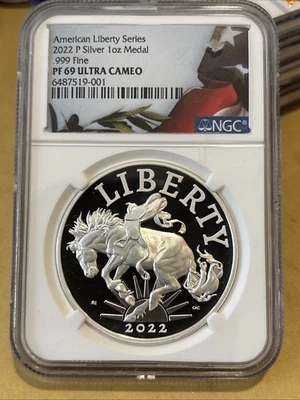 American Liberty Series
2022 P Silver 1oz Medal
.999 Fine
PF 69 ULTRA CAMEO
6487519-001
NGC
LIBERTY
2022